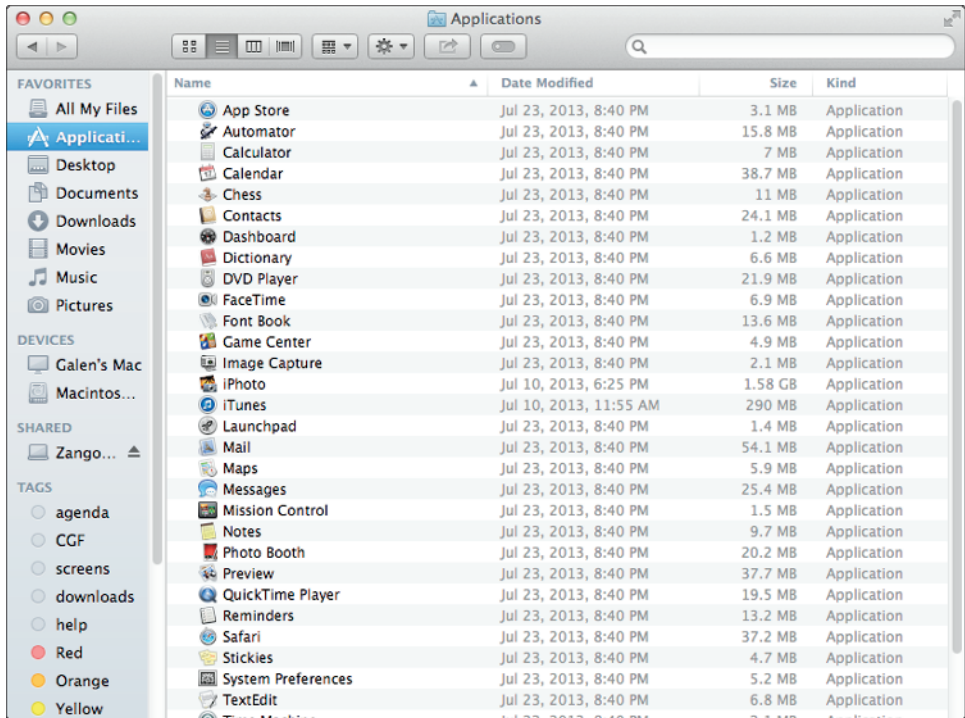 Applications
FAVORITES
All My Files
Applicati...
Desktop
Documents
Downloads
Movies
Music
Pictures
DEVICES
Galen's Mac
Macintos...
SHARED
Zango...
TAGS
agenda
CGF
screens
downloads
help
Red
Orange
Yellow
Name Date Modified Size Kind
App Store Jul 23, 2013, 8:40 PM 3.1 MB Application
Automator Jul 23, 2013, 8:40 PM 15.8 MB Application
Calculator Jul 23, 2013, 8:40 PM 7 MB Application
Calendar Jul 23, 2013, 8:40 PM 38.7 MB Application
Chess Jul 23, 2013, 8:40 PM 11 MB Application
Contacts Jul 23, 2013, 8:40 PM 24.1 MB Application
Dashboard Jul 23, 2013, 8:40 PM 1.2 MB Application
Dictionary Jul 23, 2013, 8:40 PM 6.6 MB Application
DVD Player Jul 23, 2013, 8:40 PM 21.9 MB Application
FaceTime Jul 23, 2013, 8:40 PM 6.9 MB Application
Font Book Jul 23, 2013, 8:40 PM 13.6 MB Application
Game Center Jul 23, 2013, 8:40 PM 4.9 MB Application
Image Capture Jul 23, 2013, 8:40 PM 2.1 MB Application
iPhoto Jul 10, 2013, 6:25 PM 1.58 GB Application
iTunes Jul 10, 2013, 11:55 AM 290 MB Application
Launchpad Jul 23, 2013, 8:40 PM 1.4 MB Application
Mail Jul 23, 2013, 8:40 PM 54.1 MB Application
Maps Jul 23, 2013, 8:40 PM 5.9 MB Application
Messages Jul 23, 2013, 8:40 PM 25.4 MB Application
Mission Control Jul 23, 2013, 8:40 PM 1.5 MB Application
Notes Jul 23, 2013, 8:40 PM 9.7 MB Application
Photo Booth Jul 23, 2013, 8:40 PM 20.2 MB Application
Preview Jul 23, 2013, 8:40 PM 37.7 MB Application
QuickTime Player Jul 23, 2013, 8:40 PM 19.5 MB Application
Reminders Jul 23, 2013, 8:40 PM 13.2 MB Application
Safari Jul 23, 2013, 8:40 PM 37.2 MB Application
Stickies Jul 23, 2013, 8:40 PM 4.7 MB Application
System Preferences Jul 23, 2013, 8:40 PM 5.2 MB Application
TextEdit Jul 23, 2013, 8:40 PM 6.8 MB Application